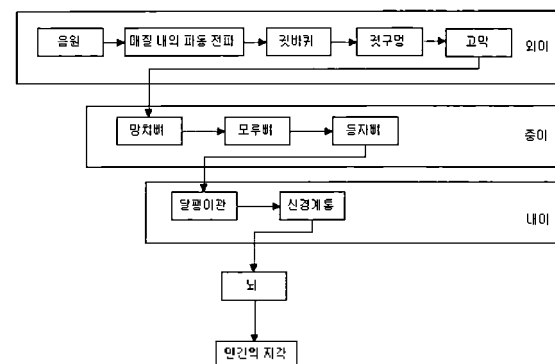 음원
매질 내의 파동 전파
귓바퀴
귓구멍
고막
외이
망치뼈
모루뼈
등자뼈
중이
달팽이관
신경계통
내이
뇌
인간의 지각